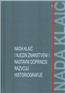 NADA KLAIĆ
I NJEZIN ZNANSTVENI I
NASTAVNI DOPRINOS
RAZVOJU
HISTORIOGRAFIJE
NADA KLAIĆ